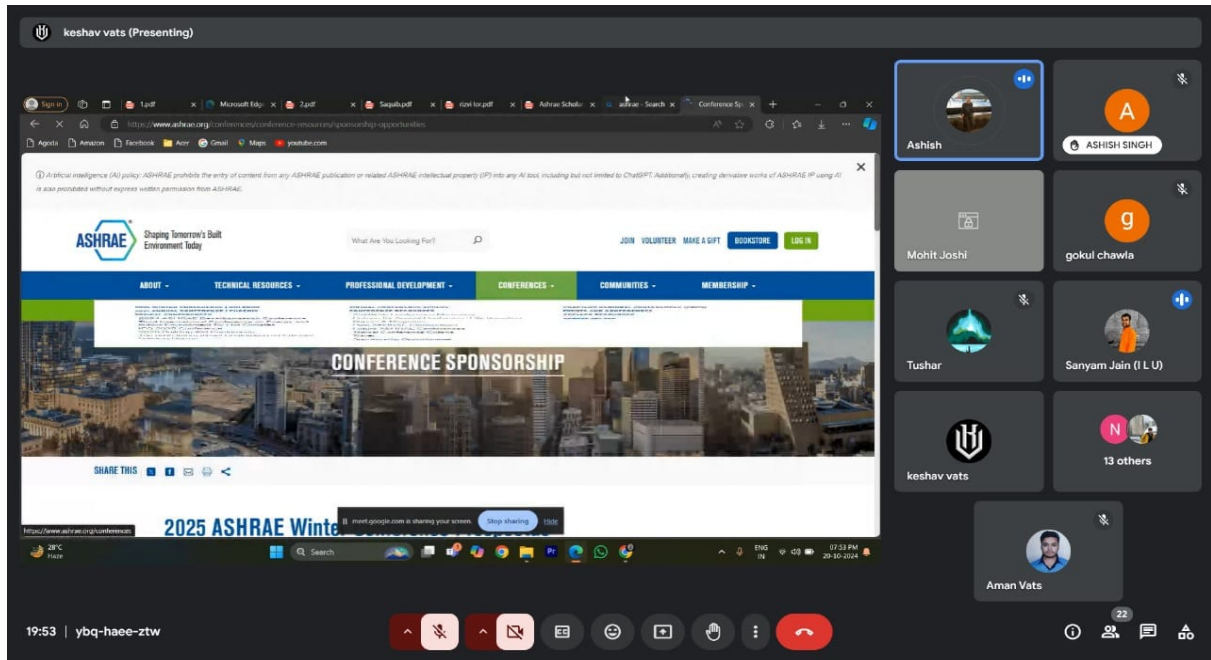 keshav vats (Presenting)
Sign in
1.pdf
Microsoft Edg
2.pdf
Saquib.pdf
rizvi lor.pdf
Ashrae Schola
ashrae - Search
Conference Sp
https://www.ashrae.org/conferences/conference-resources/sponsorship-opportunities
Agoda Amazon Facebook Acer Gmail Maps youtube.com
Artificial intelligence (AI) policy: ASHRAE prohibits the entry of content from any ASHRAE publication or related ASHRAE intellectual property (IP) into any AI tool, including but not limited to ChatGPT. Additionally, creating derivative works of ASHRAE IP using AI
is also prohibited without express written permission from ASHRAE.
ASHRAE
Shaping Tomorrow's Built
Environment Today
What Are You Looking For?
JOIN VOLUNTEER MAKE A GIFT BOOKSTORE LOG IN
ABOUT TECHNICAL RESOURCES PROFESSIONAL DEVELOPMENT CONFERENCES COMMUNITIES MEMBERSHIP
CONFERENCE SPONSORSHIP
SHARE THIS
2025 ASHRAE Winte
meet.google.com is sharing your screen. Stop sharing Hide
https://www.ashrae.org/conferences
28°C
Haze
Search
ENG
IN
07:53 PM
20-10-2024
Ashish
A
ASHISH SINGH
Mohit Joshi
g
gokul chawla
Tushar
Sanyam Jain (I L U)
keshav vats
N
13 others
Aman Vats
19:53 | ybq-haee-ztw
22